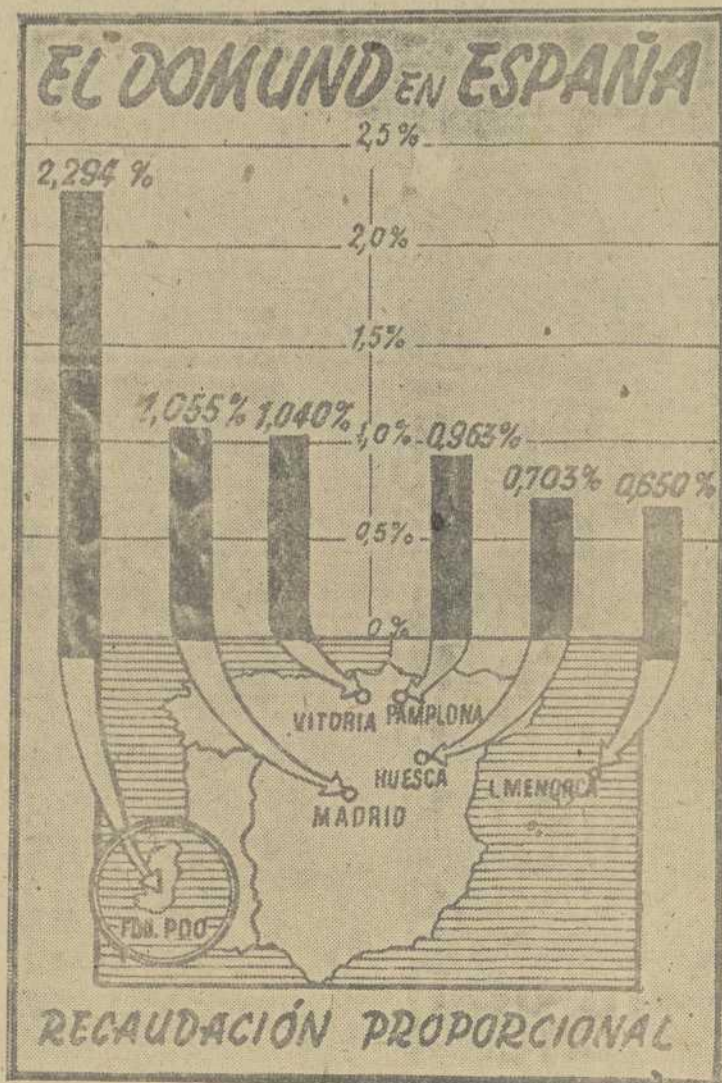 EL DOMUND EN ESPAÑA
2,5%
2,294 %
2,0%
1,5%
1,055%
1,040%
1,0%
0,963%
0,703%
0,650%
0,5%
0%
VITORIA
PAMPLONA
HUESCA
I. MENORCA
MADRID
FDO. POO
RECAUDACIÓN PROPORCIONAL